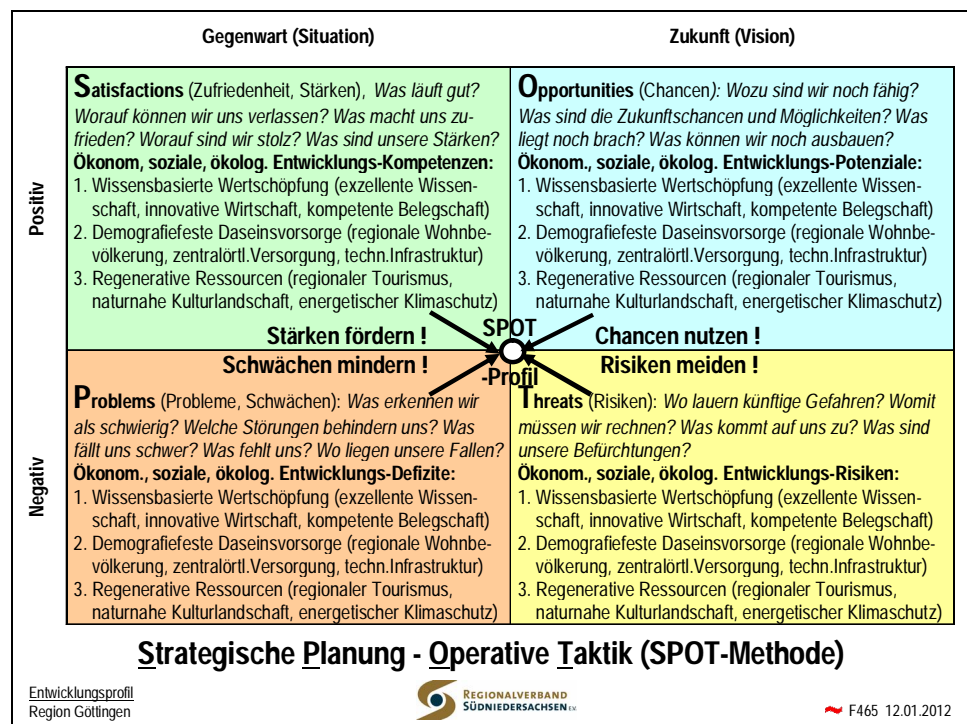 Gegenwart (Situation)
Zukunft (Vision)
Positiv
Satisfactions (Zufriedenheit, Stärken), Was läuft gut?
Worauf können wir uns verlassen? Was macht uns zu-
frieden? Worauf sind wir stolz? Was sind unsere Stärken?
Ökonom, soziale, ökolog. Entwicklungs-Kompetenzen:
1. Wissensbasierte Wertschöpfung (exzellente Wissen-
schaft, innovative Wirtschaft, kompetente Belegschaft)
2. Demografiefeste Daseinsvorsorge (regionale Wohnbe-
völkerung, zentralörtl.Versorgung, techn.Infrastruktur)
3. Regenerative Ressourcen (regionaler Tourismus,
naturnahe Kulturlandschaft, energetischer Klimaschutz)
Stärken fördern !
Opportunities (Chancen): Wozu sind wir noch fähig?
Was sind die Zukunftschancen und Möglichkeiten? Was
liegt noch brach? Was können wir noch ausbauen?
Ökonom., soziale, ökolog. Entwicklungs-Potenziale:
1. Wissensbasierte Wertschöpfung (exzellente Wissen-
schaft, innovative Wirtschaft, kompetente Belegschaft)
2. Demografiefeste Daseinsvorsorge (regionale Wohnbe-
völkerung, zentralörtl.Versorgung, techn.Infrastruktur)
3. Regenerative Ressourcen (regionaler Tourismus,
naturnahe Kulturlandschaft, energetischer Klimaschutz)
Chancen nutzen !
SPOT
-Profil
Negativ
Schwächen mindern !
Problems (Probleme, Schwächen): Was erkennen wir
als schwierig? Welche Störungen behindern uns? Was
fällt uns schwer? Was fehlt uns? Wo liegen unsere Fallen?
Ökonom., soziale, ökolog. Entwicklungs-Defizite:
1. Wissensbasierte Wertschöpfung (exzellente Wissen-
schaft, innovative Wirtschaft, kompetente Belegschaft)
2. Demografiefeste Daseinsvorsorge (regionale Wohnbe-
völkerung, zentralörtl.Versorgung, techn.Infrastruktur)
3. Regenerative Ressourcen (regionaler Tourismus,
naturnahe Kulturlandschaft, energetischer Klimaschutz)
Risiken meiden !
Threats (Risiken): Wo lauern künftige Gefahren? Womit
müssen wir rechnen? Was kommt auf uns zu? Was sind
unsere Befürchtungen?
Ökonom., soziale, ökolog. Entwicklungs-Risiken:
1. Wissensbasierte Wertschöpfung (exzellente Wissen-
schaft, innovative Wirtschaft, kompetente Belegschaft)
2. Demografiefeste Daseinsvorsorge (regionale Wohnbe-
völkerung, zentralörtl.Versorgung, techn.Infrastruktur)
3. Regenerative Ressourcen (regionaler Tourismus,
naturnahe Kulturlandschaft, energetischer Klimaschutz)
Strategische Planung - Operative Taktik (SPOT-Methode)
Entwicklungsprofil
Region Göttingen
REGIONALVERBAND
SÜDNIEDERSACHSEN E.V.
F465 12.01.2012